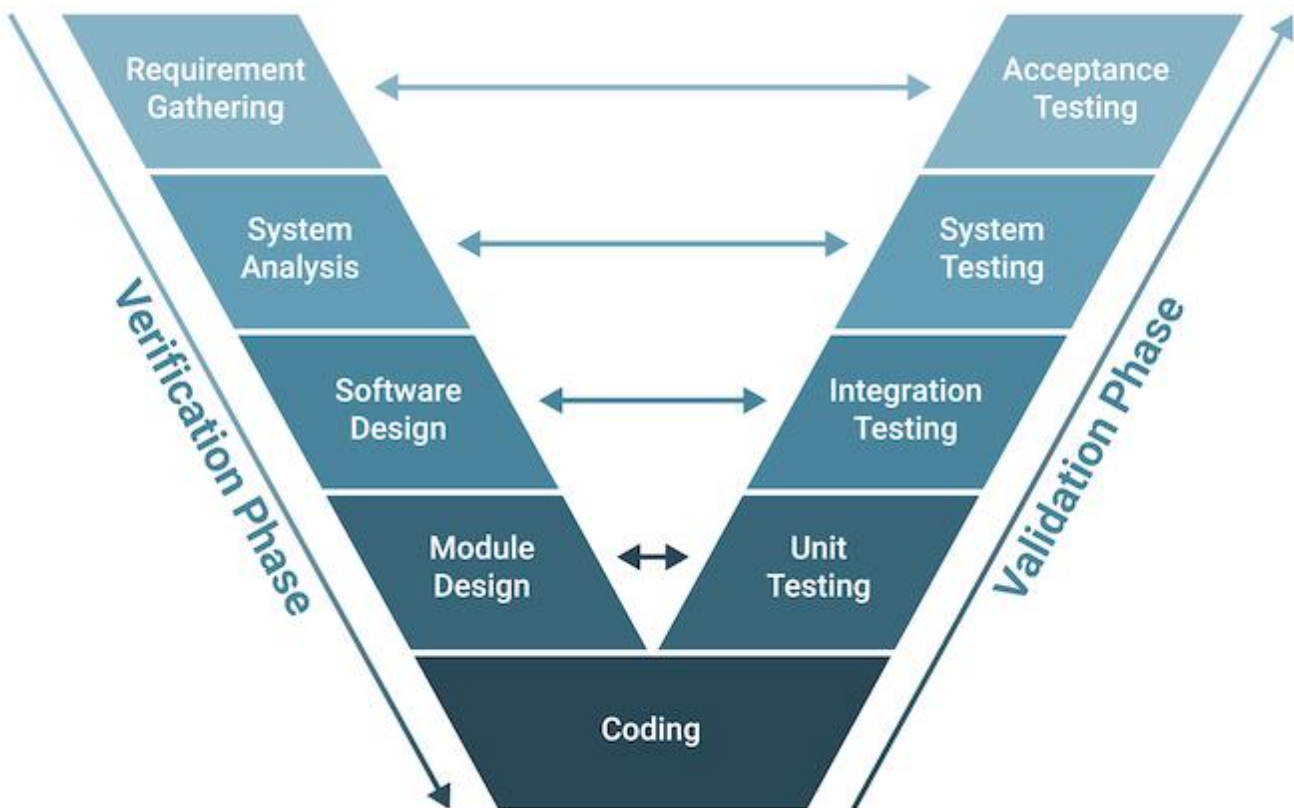 Requirement
Gathering
Acceptance
Testing
System
Analysis
System
Testing
Software
Design
Integration
Testing
Module
Design
Unit
Testing
Coding
Verification Phase
Validation Phase